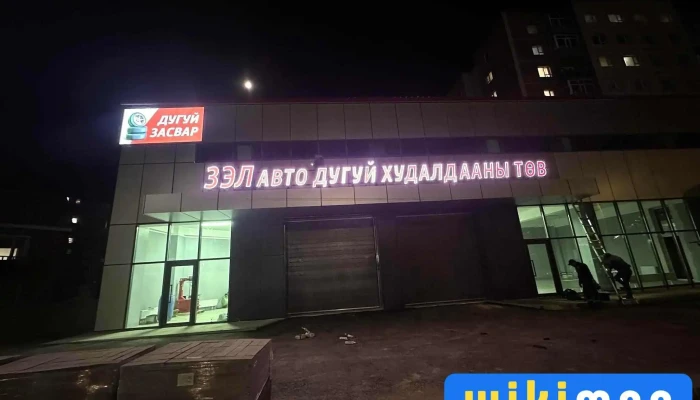 ДУГУЙ
ЗАСВАР
ЗЭЛ АВТО ДУГУЙ ХУДАЛДААНЫ ТӨВ